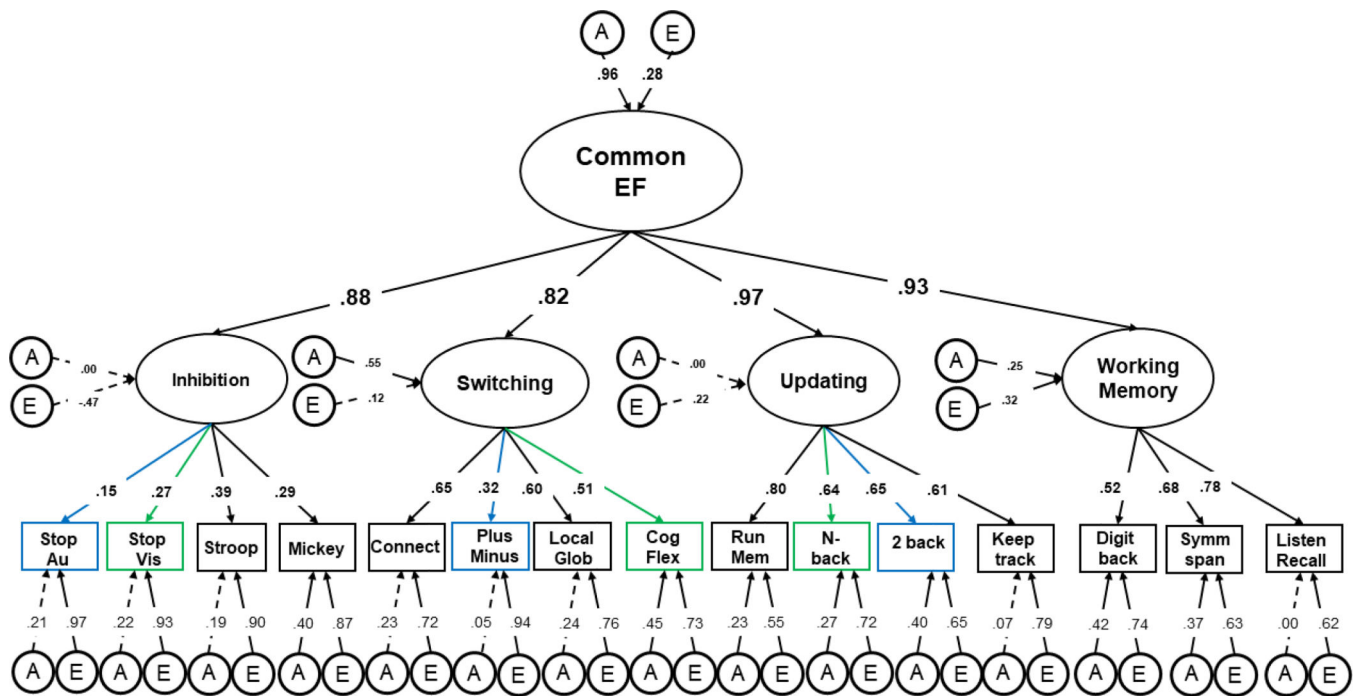 A E
.96 .28
Common
EF
.88 .82 .97 .93
A .00
E -.47
Inhibition
A .55
E .12
Switching
A .00
E .22
Updating
A .25
E .32
Working
Memory
.15 .27 .39 .29 .65 .32 .60 .51 .80 .64 .65 .61 .52 .68 .78
Stop
Au
Stop
Vis
Stroop
Mickey
Connect
Plus
Minus
Local
Glob
Cog
Flex
Run
Mem
N-
back
2 back
Keep
track
Digit
back
Symm
span
Listen
Recall
.21 .97 .22 .93 .19 .90 .40 .87 .23 .72 .05 .94 .24 .76 .45 .73 .23 .55 .27 .72 .40 .65 .07 .79 .42 .74 .37 .63 .00 .62
A E A E A E A E A E A E A E A E A E A E A E A E A E A E A E